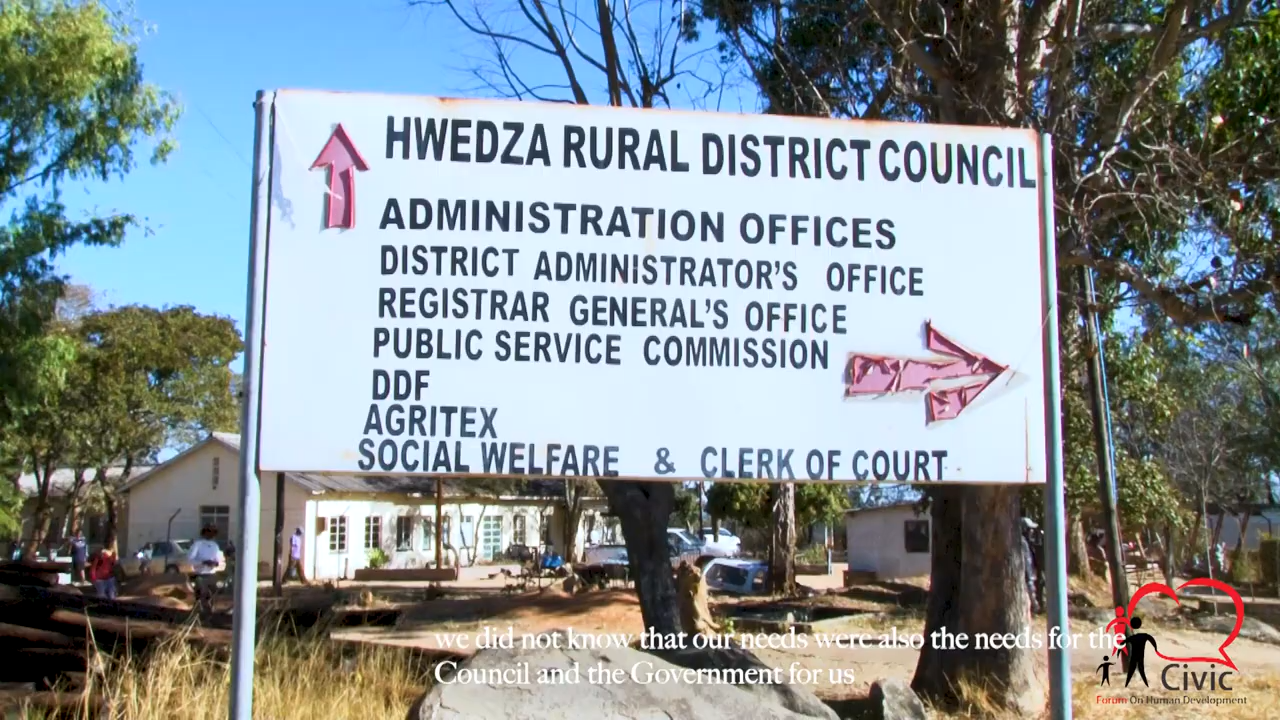 HWEDZA RURAL DISTRICT COUNCIL
ADMINISTRATION OFFICES
DISTRICT ADMINISTRATOR'S OFFICE
REGISTRAR GENERAL'S OFFICE
PUBLIC SERVICE COMMISSION
DDF
AGRITEX
SOCIAL WELFARE & CLERK OF COURT
we did not know that our needs were also the needs for the
Council and the Government for us
Civic
Forum On Human Development